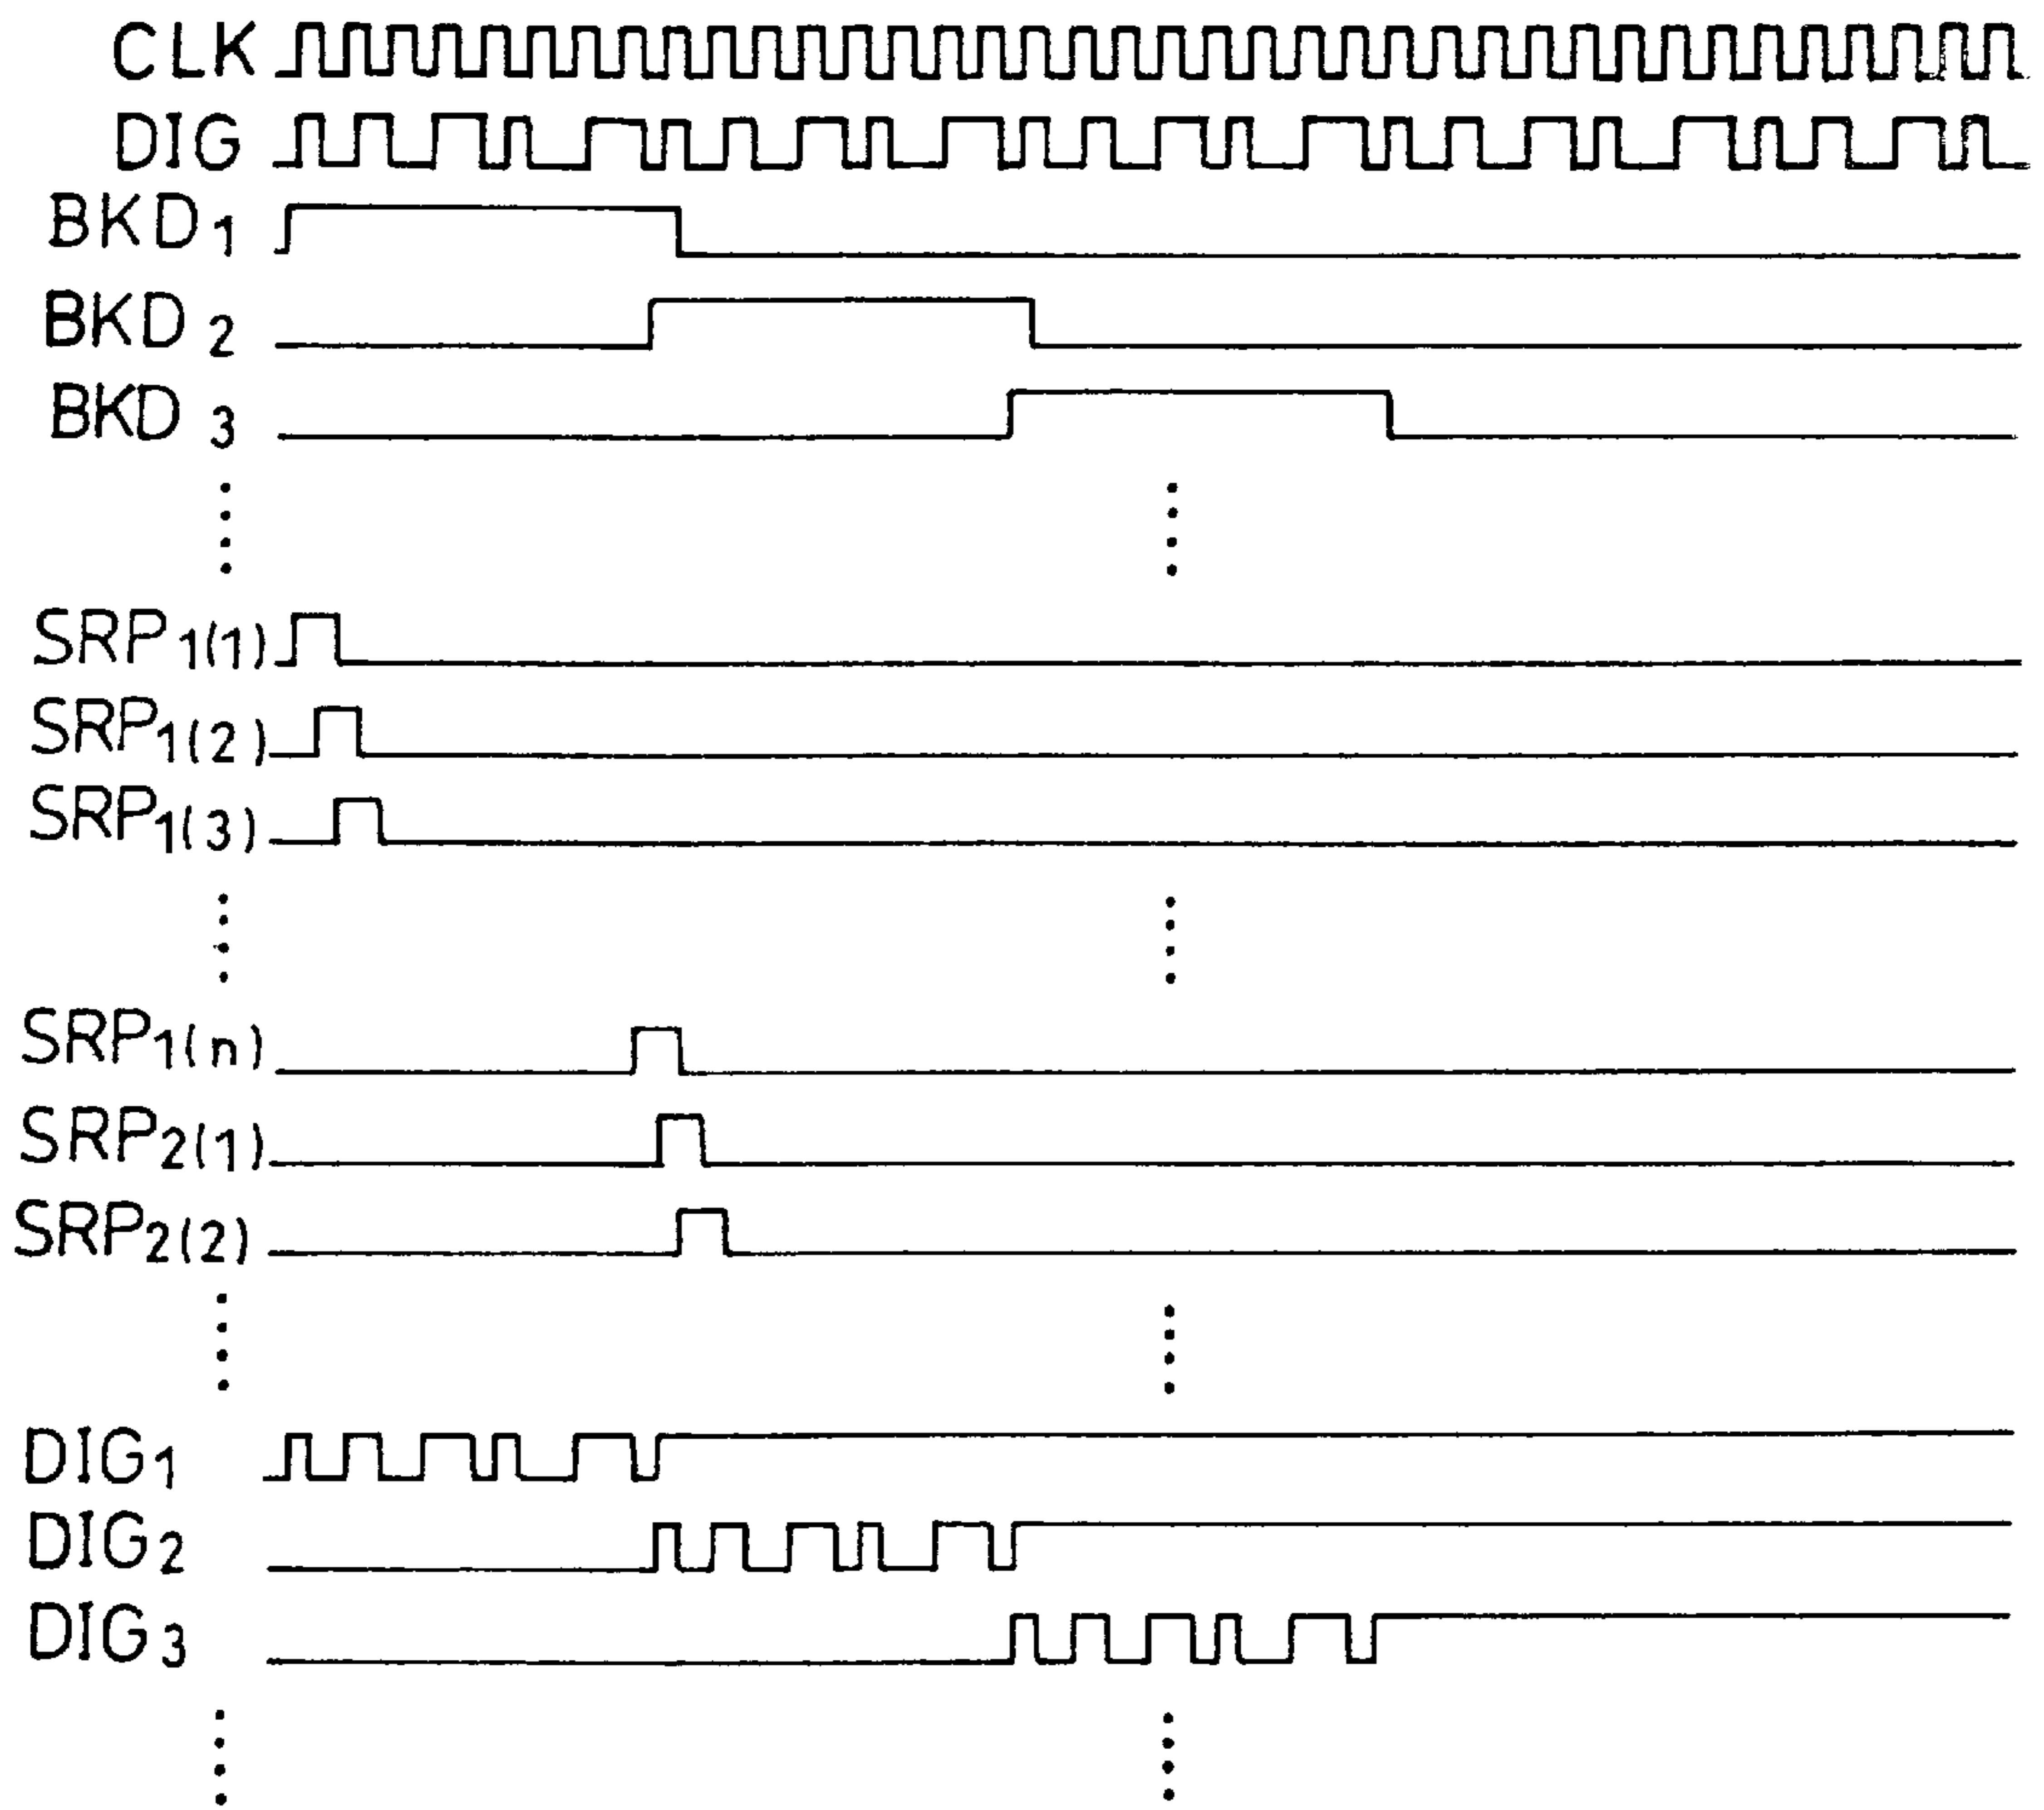 CLK
DIG
BKD1
BKD2
BKD3
SRP1(1)
SRP1(2)
SRP1(3)
SRP1(n)
SRP2(1)
SRP2(2)
DIG1
DIG2
DIG3